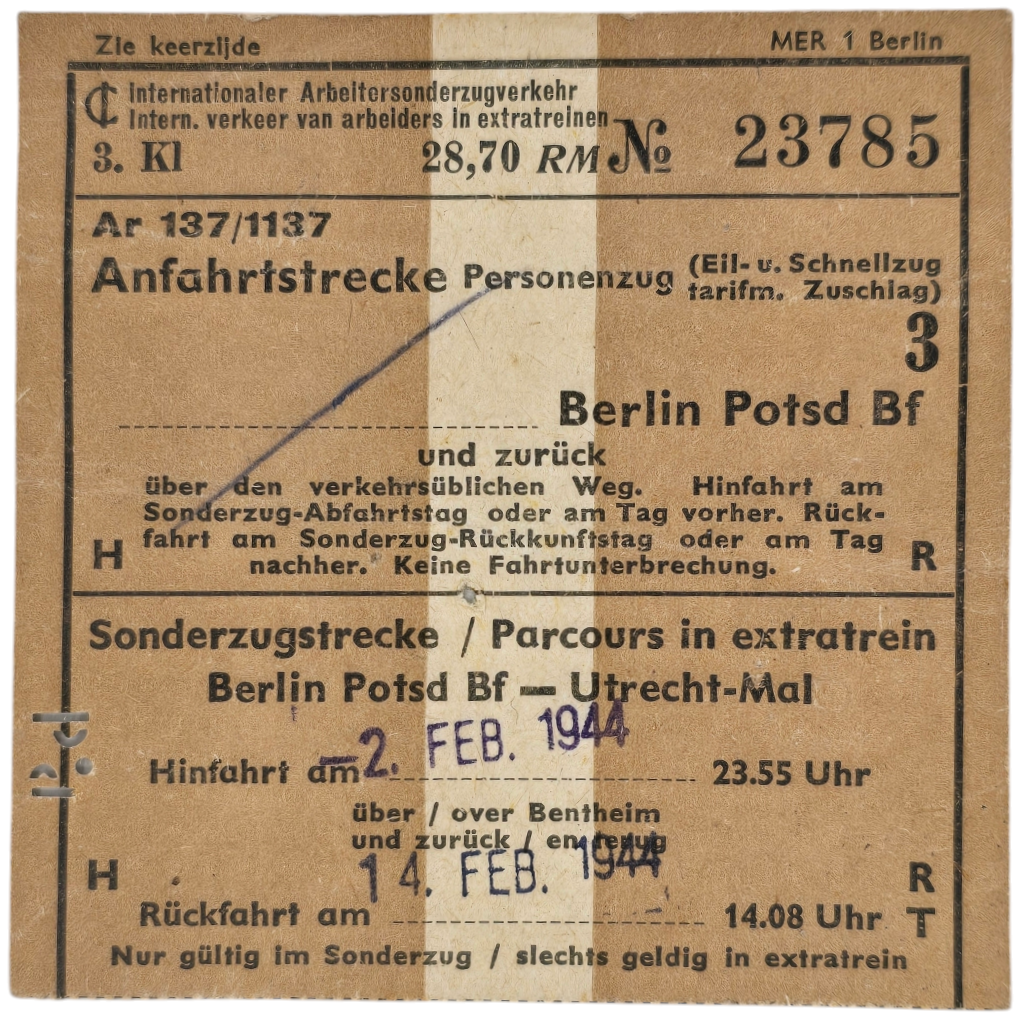 Zie keerzijde MER 1 Berlin
Internationaler Arbeitersonderzugverkehr
Intern. verkeer van arbeiders in extratreinen
3. Kl 28,70 RM № 23785
Ar 137/1137
Anfahrtstrecke Personenzug (Eil- u. Schnellzug
tarifm. Zuschlag)
3
Berlin Potsd Bf
und zurück
über den verkehrsüblichen Weg. Hinfahrt am
Sonderzug-Abfahrtstag oder am Tag vorher. Rück-
fahrt am Sonderzug-Rückkunftstag oder am Tag
nachher. Keine Fahrtunterbrechung.
H R
Sonderzugstrecke / Parcours in extratrein
Berlin Potsd Bf — Utrecht-Mal
Hinfahrt am -2. FEB. 1944 23.55 Uhr
über / over Bentheim
und zurück / en terug
H R
Rückfahrt am 14. FEB. 1944 14.08 Uhr T
Nur gültig im Sonderzug / slechts geldig in extratrein